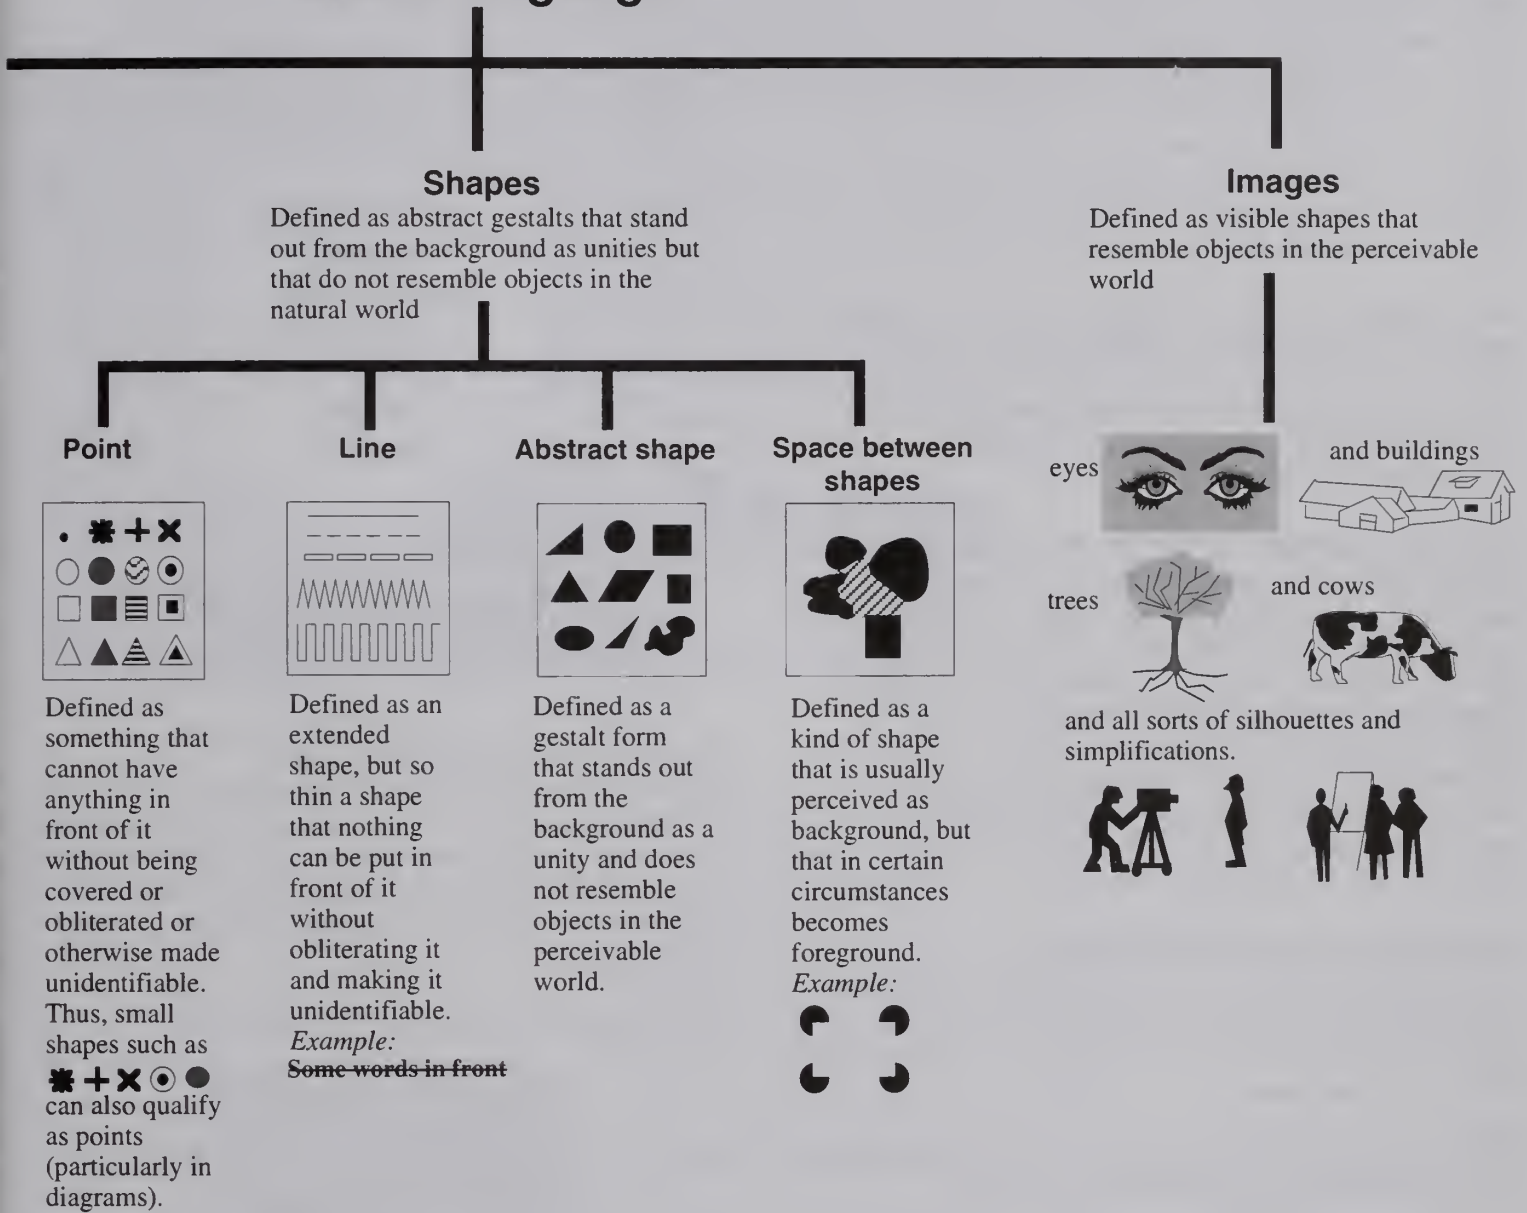 Shapes
Defined as abstract gestalts that stand
out from the background as unities but
that do not resemble objects in the
natural world
Images
Defined as visible shapes that
resemble objects in the perceivable
world
Point
Defined as
something that
cannot have
anything in
front of it
without being
covered or
obliterated or
otherwise made
unidentifiable.
Thus, small
shapes such as
can also qualify
as points
(particularly in
diagrams).
Line
Defined as an
extended
shape, but so
thin a shape
that nothing
can be put in
front of it
without
obliterating it
and making it
unidentifiable.
Example:
Some words in front
Abstract shape
Defined as a
gestalt form
that stands out
from the
background as a
unity and does
not resemble
objects in the
perceivable
world.
Space between
shapes
Defined as a
kind of shape
that is usually
perceived as
background, but
that in certain
circumstances
becomes
foreground.
Example:
eyes
and buildings
trees
and cows
and all sorts of silhouettes and
simplifications.